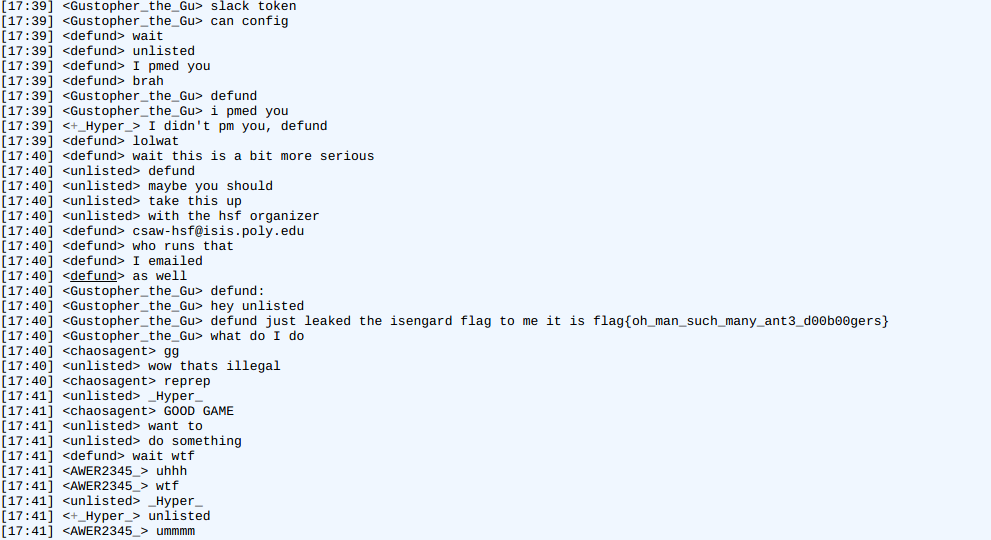 [17:39] <Gustopher_the_Gu> slack token
[17:39] <Gustopher_the_Gu> can config
[17:39] <defund> wait
[17:39] <defund> unlisted
[17:39] <defund> I pmed you
[17:39] <defund> brah
[17:39] <Gustopher_the_Gu> defund
[17:39] <Gustopher_the_Gu> i pmed you
[17:39] <+_Hyper_> I didn't pm you, defund
[17:39] <defund> lolwat
[17:40] <defund> wait this is a bit more serious
[17:40] <unlisted> defund
[17:40] <unlisted> maybe you should
[17:40] <unlisted> take this up
[17:40] <unlisted> with the hsf organizer
[17:40] <defund> csaw-hsf@isis.poly.edu
[17:40] <defund> who runs that
[17:40] <defund> I emailed
[17:40] <defund> as well
[17:40] <Gustopher_the_Gu> defund:
[17:40] <Gustopher_the_Gu> hey unlisted
[17:40] <Gustopher_the_Gu> defund just leaked the isengard flag to me it is flag{oh_man_such_many_ant3_d00b00gers}
[17:40] <Gustopher_the_Gu> what do I do
[17:40] <chaosagent> gg
[17:40] <unlisted> wow thats illegal
[17:40] <chaosagent> reprep
[17:41] <unlisted> _Hyper_
[17:41] <chaosagent> GOOD GAME
[17:41] <unlisted> want to
[17:41] <unlisted> do something
[17:41] <defund> wait wtf
[17:41] <AWER2345_> uhhh
[17:41] <AWER2345_> wtf
[17:41] <unlisted> _Hyper_
[17:41] <+_Hyper_> unlisted
[17:41] <AWER2345_> ummmm